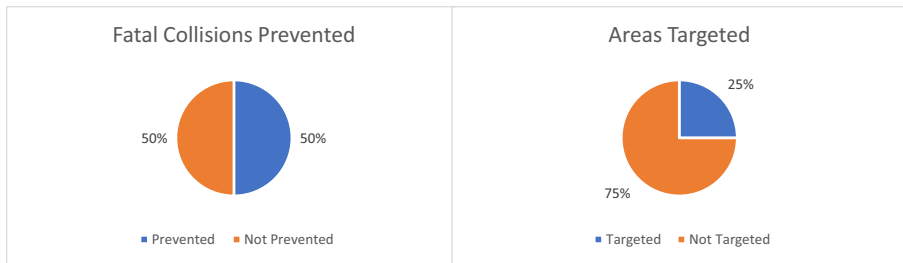 Fatal Collisions Prevented
50%
50%
Prevented
Not Prevented
Areas Targeted
25%
75%
Targeted
Not Targeted